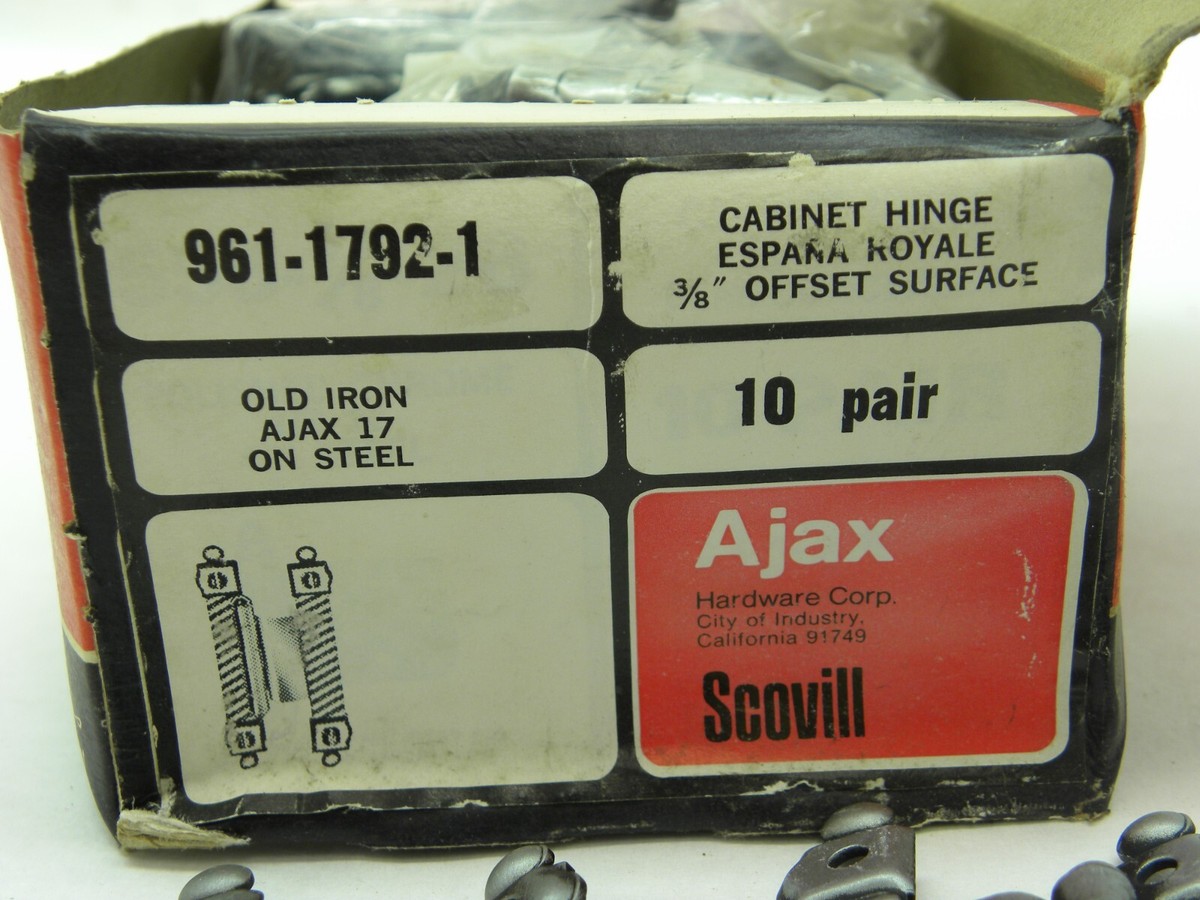 961-1792-1
CABINET HINGE
ESPAÑA ROYALE
3/8" OFFSET SURFACE
OLD IRON
AJAX 17
ON STEEL
10 pair
Ajax
Hardware Corp.
City of Industry,
California 91749
Scovill